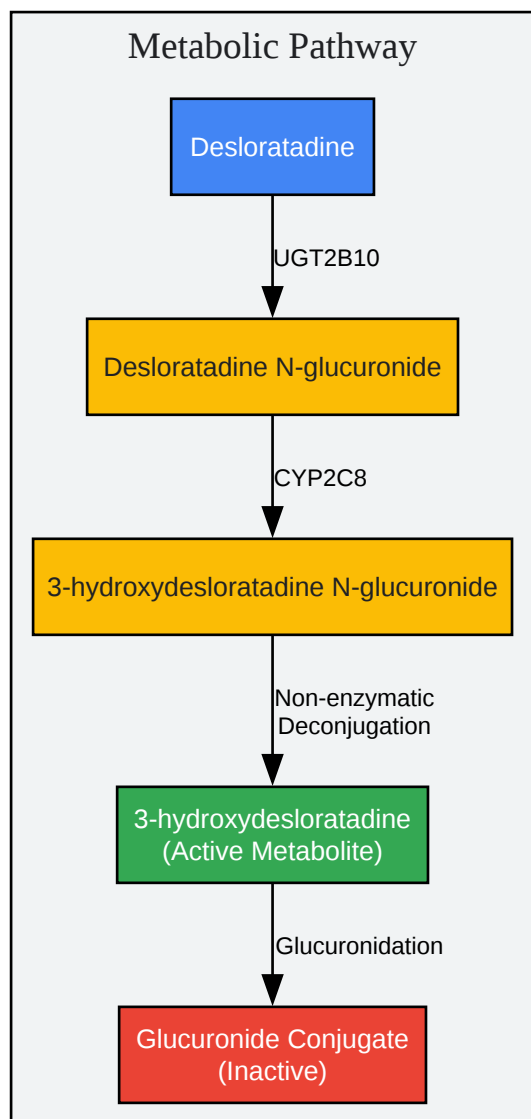 Metabolic Pathway
Desloratadine
UGT2B10
Desloratadine N-glucuronide
CYP2C8
3-hydroxydesloratadine N-glucuronide
Non-enzymatic
Deconjugation
3-hydroxydesloratadine
(Active Metabolite)
Glucuronidation
Glucuronide Conjugate
(Inactive)